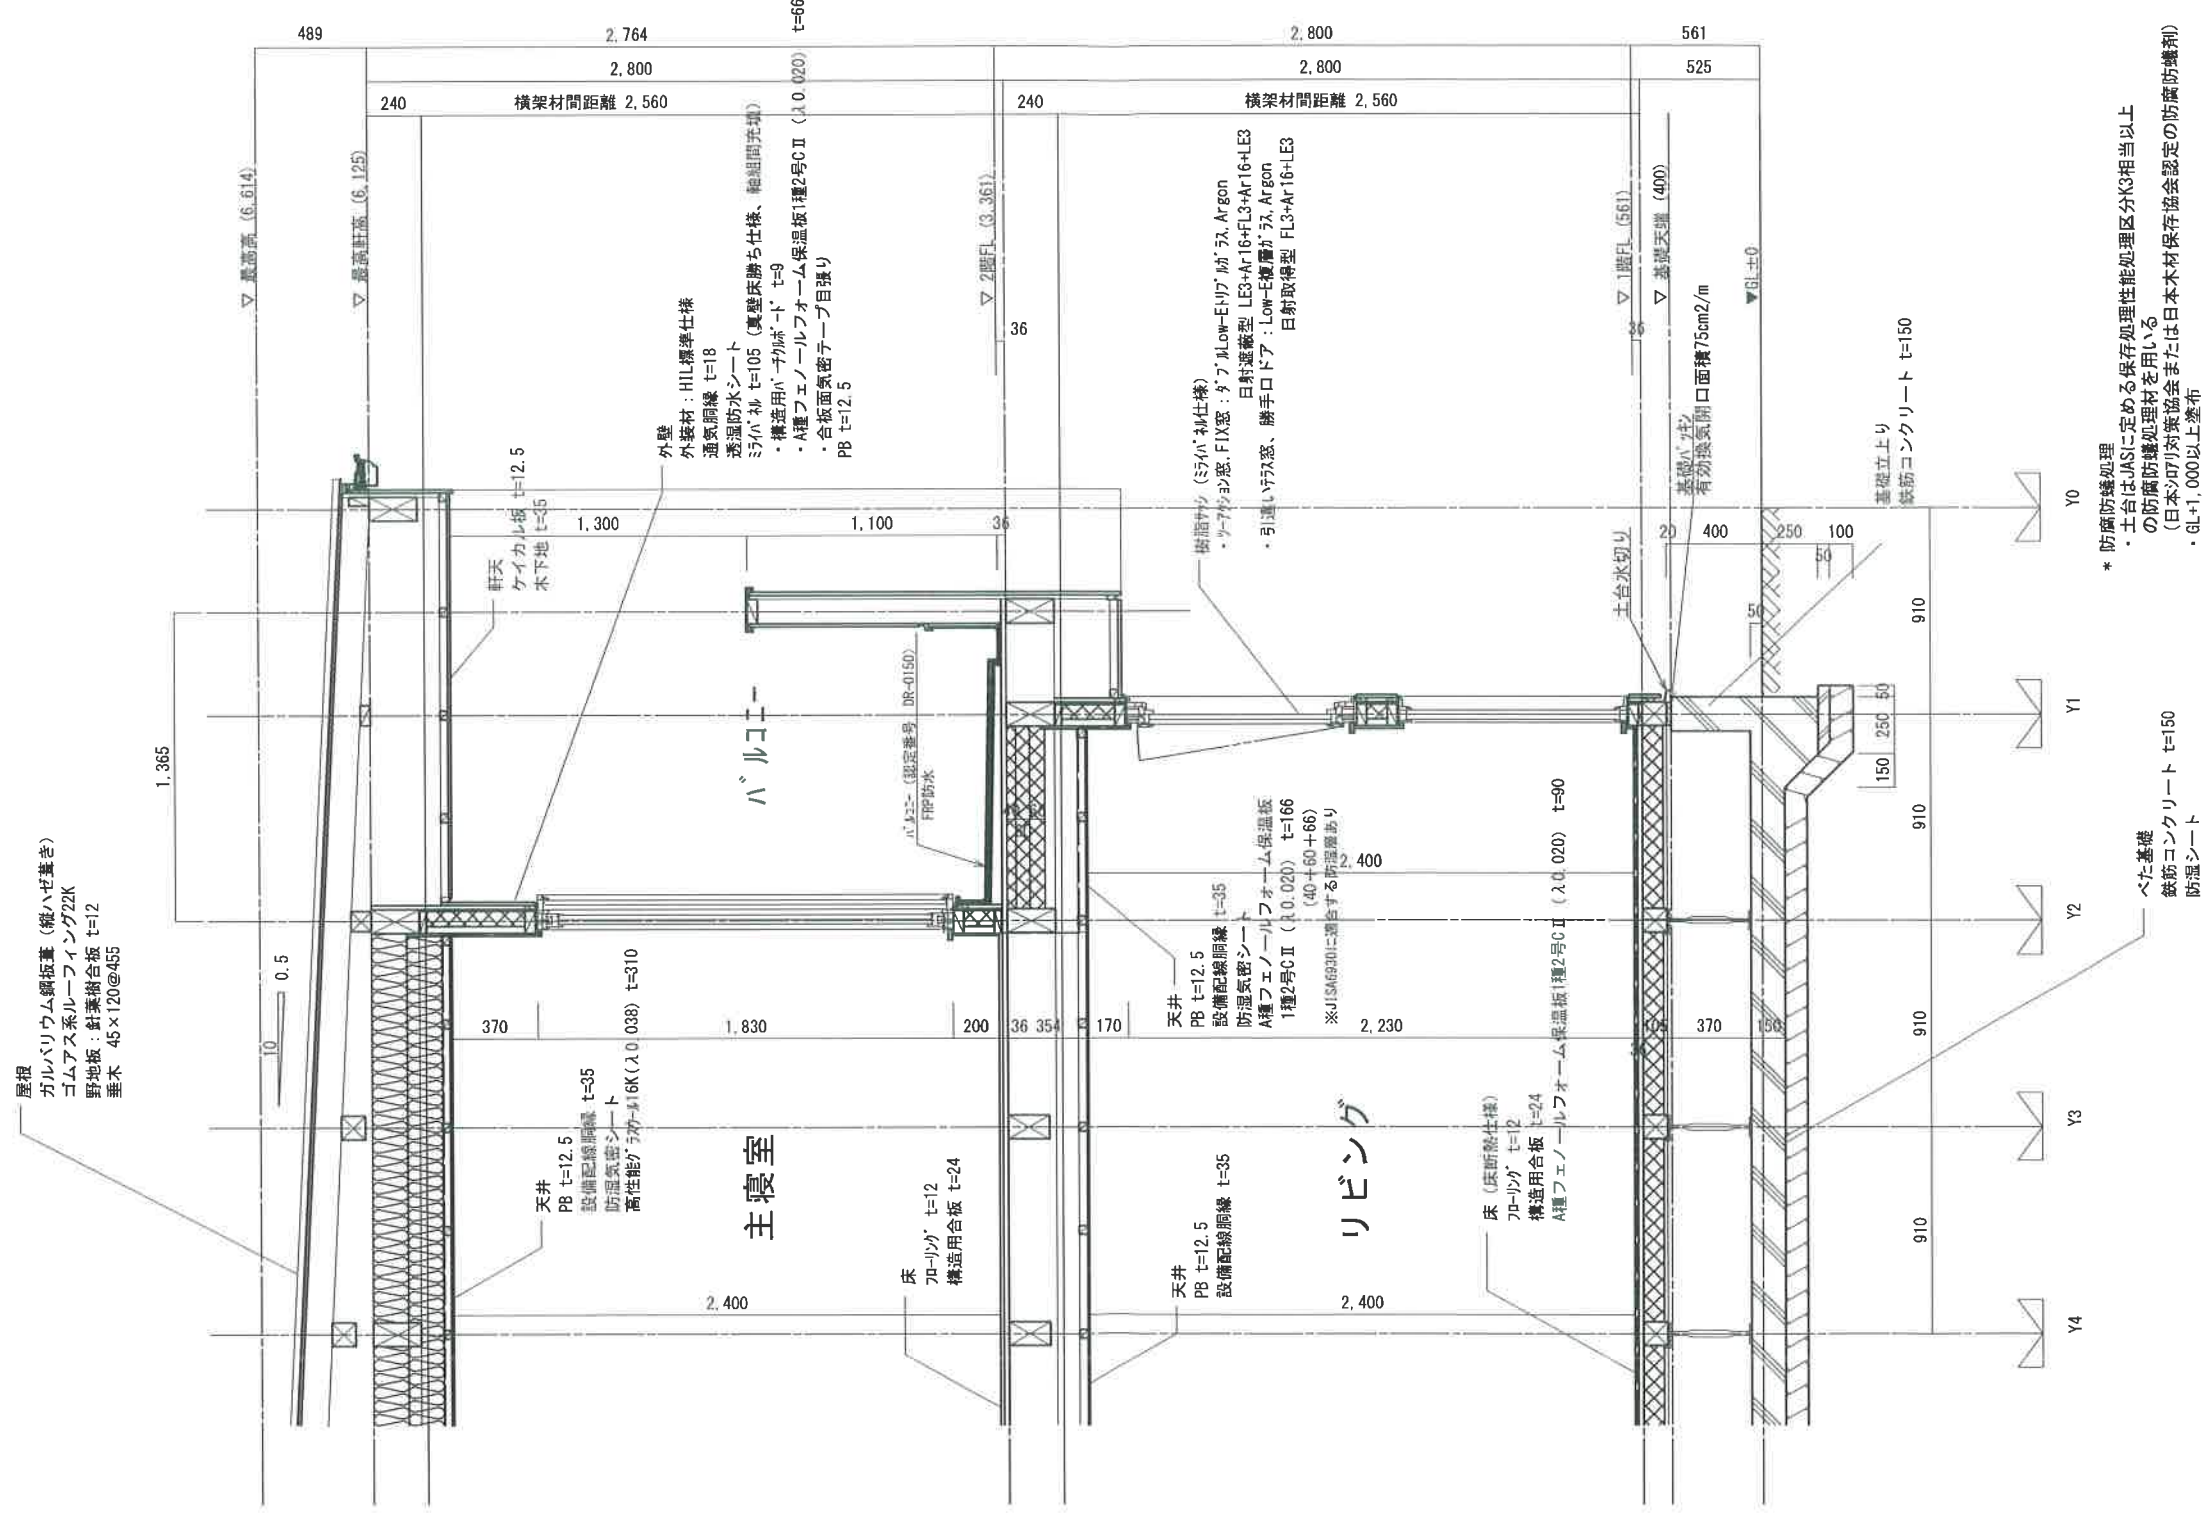 489
2,764
2,800
561
2,800
2,800
525
240
横架材間距離 2,560
240
横架材間距離 2,560
▽ 最高高 (6,614)
▽ 最高軒高 (6,125)
▽ 2階FL (3,361)
▽ 1階FL (561)
▽ 基礎天端 (400)
▼GL±0
36
36
屋根
ガルバリウム鋼板葺 (縦ハゼ葺き)
ゴムアス系ルーフィング22K
野地板：針葉樹合板 t=12
垂木 45×120@455
10
0.5
1,365
軒天
ケイカル板 t=12.5
木下地 t=35
外壁
外装材：HIL標準仕様
通気胴縁 t=18
透湿防水シート
ﾐﾗｲﾊﾟﾈﾙ t=105 (真壁床勝ち仕様、軸組間充填)
・構造用ﾊﾟｰﾁｸﾙﾎﾞｰﾄﾞ t=9
・A種フェノールフォーム保温板1種2号CⅡ (λ0.020) t=66
・合板面気密テープ目張り
PB t=12.5
1,300
1,100
36
バルコニー
ﾊﾞﾙｺﾆｰ (認定番号 DR-0150)
FRP防水
樹脂ｻｯｼ (ﾐﾗｲﾊﾟﾈﾙ仕様)
・ﾂｰｱｸｼｮﾝ窓,FIX窓：ﾀﾞﾌﾞﾙLow-Eﾄﾘﾌﾟﾙｶﾞﾗｽ,Argon
日射遮蔽型 LE3+Ar16+FL3+Ar16+LE3
・引違いﾃﾗｽ窓、勝手口ドア：Low-E複層ｶﾞﾗｽ,Argon
日射取得型 FL3+Ar16+LE3
土台水切り
基礎ﾊﾟｯｷﾝ
有効換気開口面積75cm2/m
基礎立上り
鉄筋コンクリート t=150
20
400
250
50
100
50
50
250
150
* 防腐防蟻処理
・土台はJASに定める保存処理性能処理区分K3相当以上
の防腐防蟻処理材を用いる
(日本ｼﾛｱﾘ対策協会または日本木材保存協会認定の防腐防蟻剤)
・GL+1,000以上塗布
天井
PB t=12.5
設備配線胴縁 t=35
防湿気密シート
高性能ｸﾞﾗｽｳｰﾙ16K(λ0.038) t=310
370
1,830
200
36
354
170
2,230
105
370
150
主寝室
2,400
床
ﾌﾛｰﾘﾝｸﾞ t=12
構造用合板 t=24
天井
PB t=12.5
設備配線胴縁 t=35
防湿気密シート
A種フェノールフォーム保温板
1種2号CⅡ (λ0.020) t=166
(40+60+66)
※JISA6930に適合する防湿層あり
2,400
天井
PB t=12.5
設備配線胴縁 t=35
リビング
2,400
床 (床断熱仕様)
ﾌﾛｰﾘﾝｸﾞ t=12
構造用合板 t=24
A種フェノールフォーム保温板1種2号CⅡ (λ0.020) t=90
べた基礎
鉄筋コンクリート t=150
防湿シート
910
910
910
910
Y0
Y1
Y2
Y3
Y4